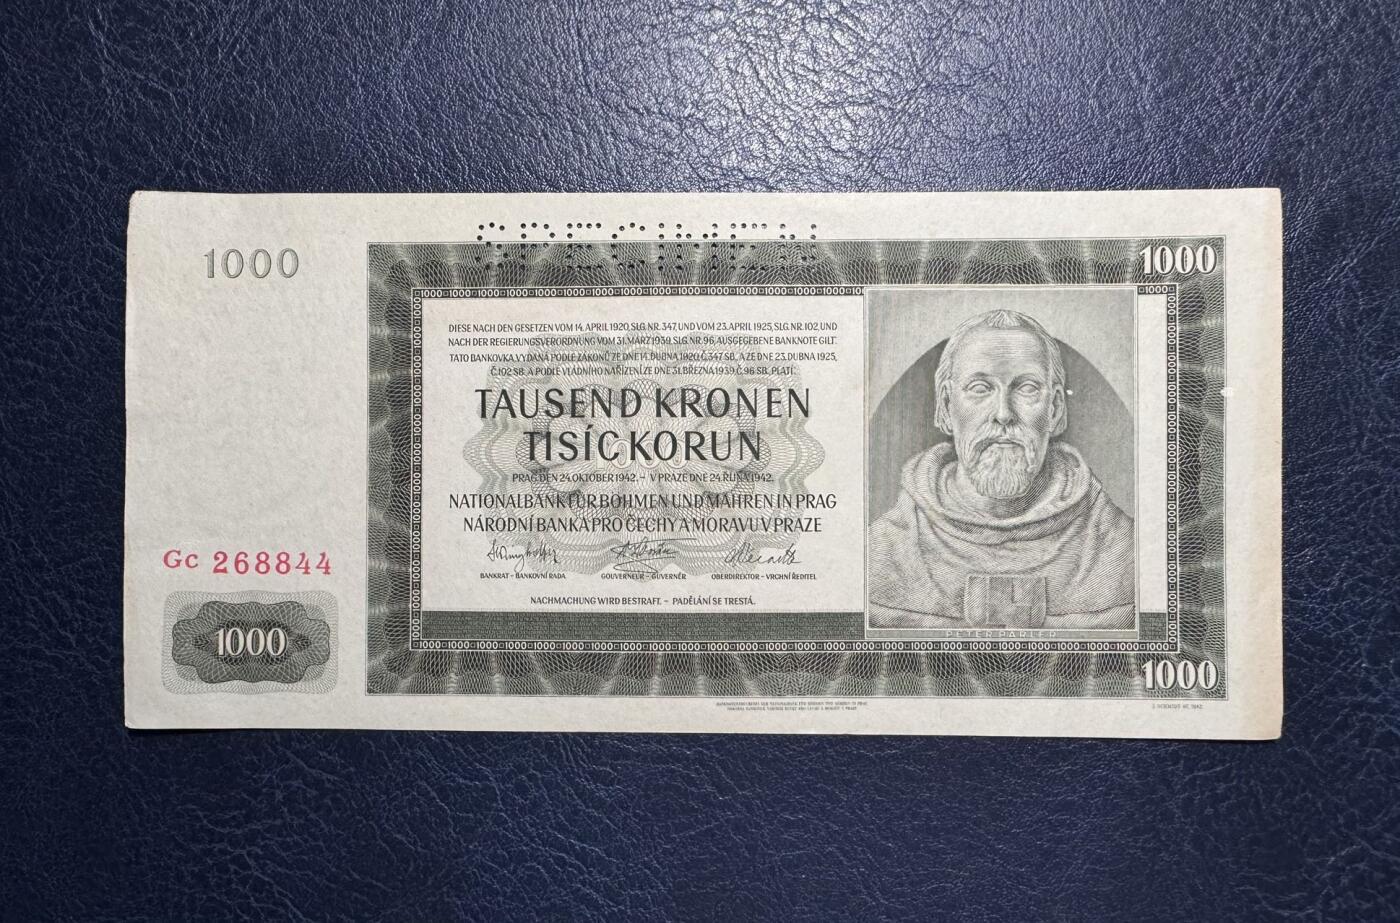 SPECIMEN
1000
1000
DIESE NACH DEN GESETZEN VOM 14. APRIL 1920, SLG. NR. 347, UND VOM 23. APRIL 1925, SLG. NR. 102, UND
NACH DER REGIERUNGSVERORDNUNG VOM 31. MÄRZ 1939, SLG. NR. 96, AUSGEGEBENE BANKNOTE GILT:
TATO BANKOVKA, VYDANÁ PODLE ZÁKONŮ ZE DNE 14. DUBNA 1920, Č. 347 SB., A ZE DNE 23. DUBNA 1925,
Č. 102 SB. A PODLE VLÁDNÍHO NAŘÍZENÍ ZE DNE 31. BŘEZNA 1939, Č. 96 SB., PLATÍ:
TAUSEND KRONEN
TISÍC KORUN
PRAG, DEN 24. OKTOBER 1942. – V PRAZE DNE 24. ŘÍJNA 1942.
NATIONALBANK FÜR BÖHMEN UND MÄHREN IN PRAG
NÁRODNÍ BANKA PRO ČECHY A MORAVU V PRAZE
BANKRAT – BANKOVNÍ RADA
GOUVERNEUR – GUVERNÉR
OBERDIREKTOR – VRCHNÍ ŘEDITEL
NACHMACHUNG WIRD BESTRAFT. – PADĚLÁNÍ SE TRESTÁ.
Gc 268844
1000
PETER PARLER
1000